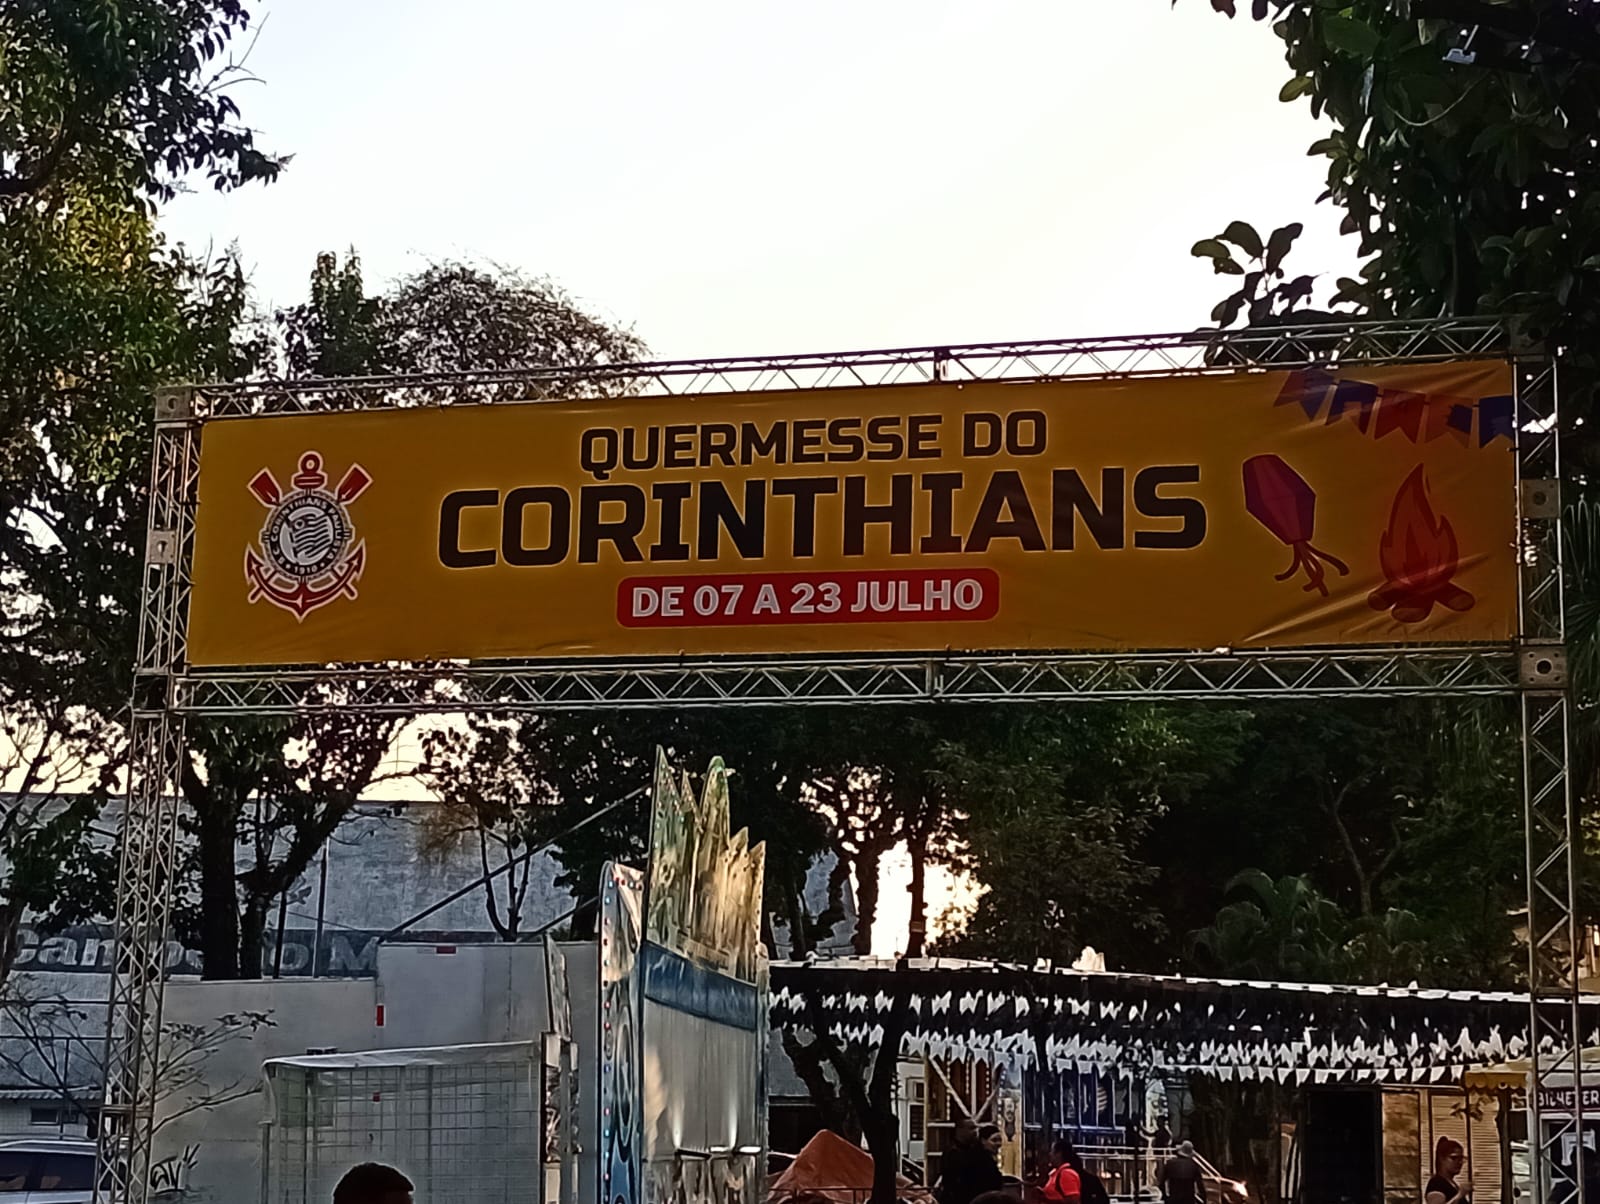 QUERMESSE DO
CORINTHIANS
DE 07 A 23 JULHO